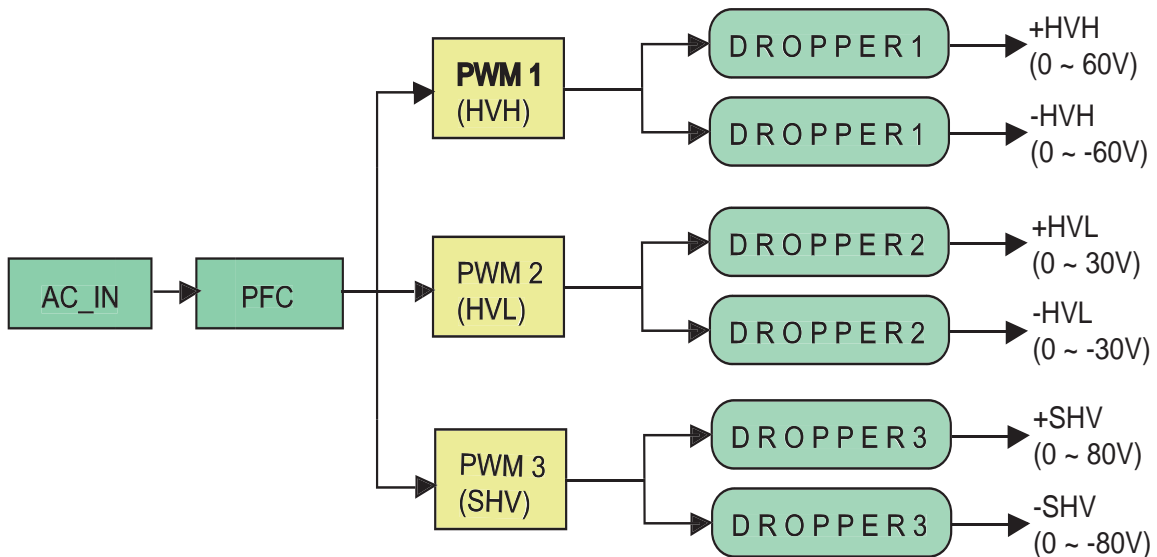 AC_IN
PFC
PWM 1
(HVH)
DROPPER1
+HVH
(0 ~ 60V)
DROPPER1
-HVH
(0 ~ -60V)
PWM 2
(HVL)
DROPPER2
+HVL
(0 ~ 30V)
DROPPER2
-HVL
(0 ~ -30V)
PWM 3
(SHV)
DROPPER3
+SHV
(0 ~ 80V)
DROPPER3
-SHV
(0 ~ -80V)